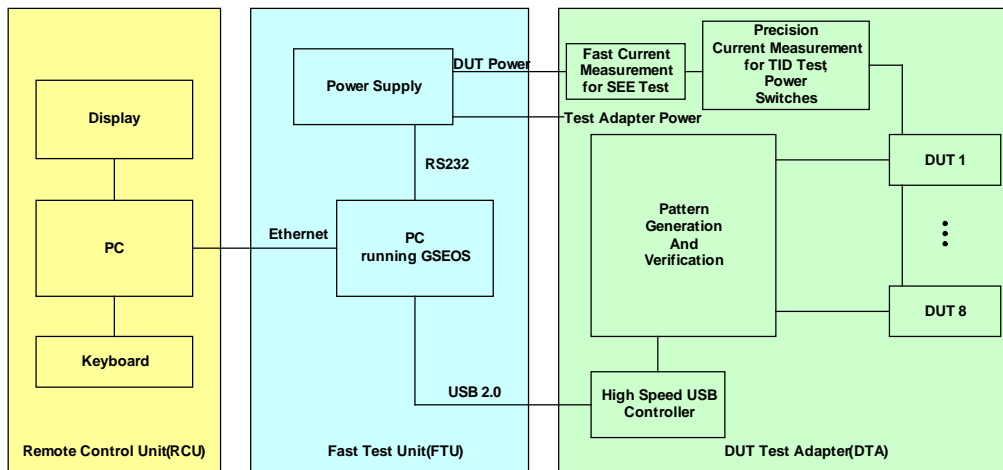 Display
PC
Keyboard
Remote Control Unit(RCU)
Ethernet
Power Supply
RS232
PC
running GSEOS
USB 2.0
Fast Test Unit(FTU)
DUT Power
Test Adapter Power
Fast Current
Measurement
for SEE Test
Precision
Current Measurement
for TID Test,
Power
Switches
Pattern
Generation
And
Verification
DUT 1
DUT 8
High Speed USB
Controller
DUT Test Adapter(DTA)